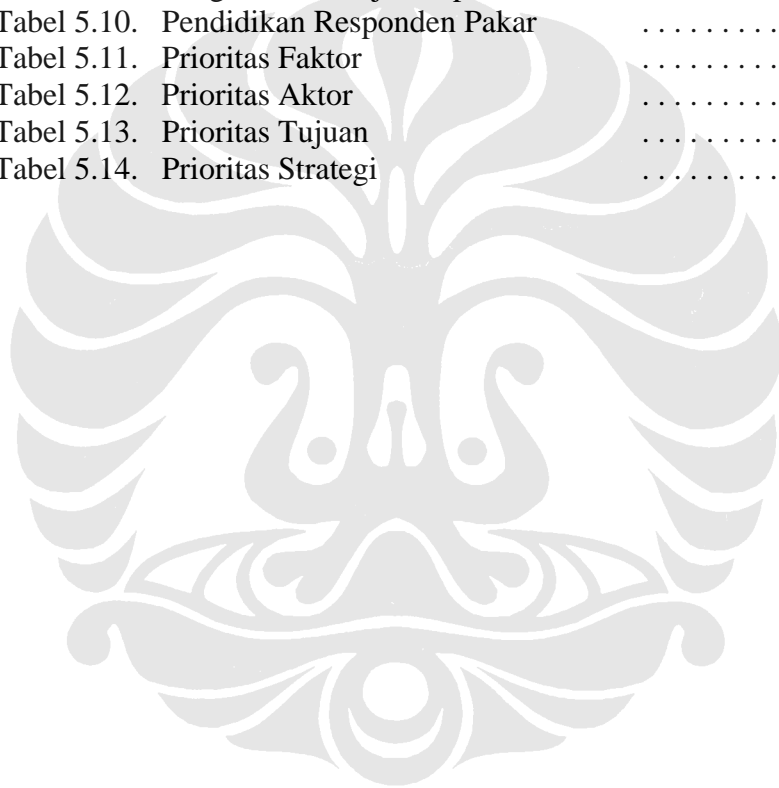 Tabel 5.10. Pendidikan Responden Pakar . . . . . . . . .
Tabel 5.11. Prioritas Faktor . . . . . . . . .
Tabel 5.12. Prioritas Aktor . . . . . . . . .
Tabel 5.13. Prioritas Tujuan . . . . . . . . .
Tabel 5.14. Prioritas Strategi . . . . . . . . .